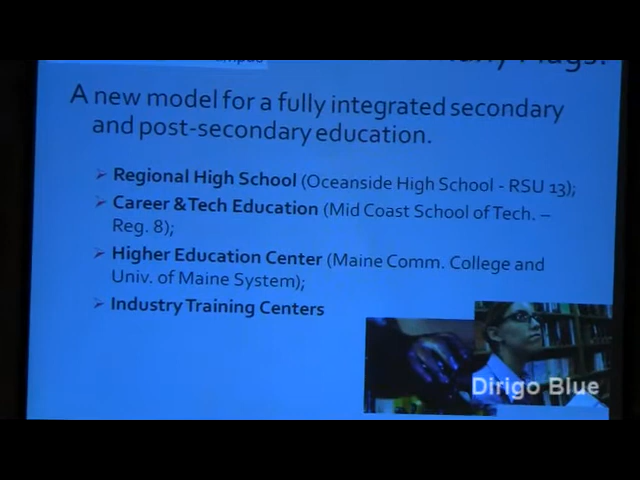 A new model for a fully integrated secondary
and post-secondary education.
➢ Regional High School (Oceanside High School - RSU 13);
➢ Career & Tech Education (Mid Coast School of Tech. –
Reg. 8);
➢ Higher Education Center (Maine Comm. College and
Univ. of Maine System);
➢ Industry Training Centers
Dirigo Blue